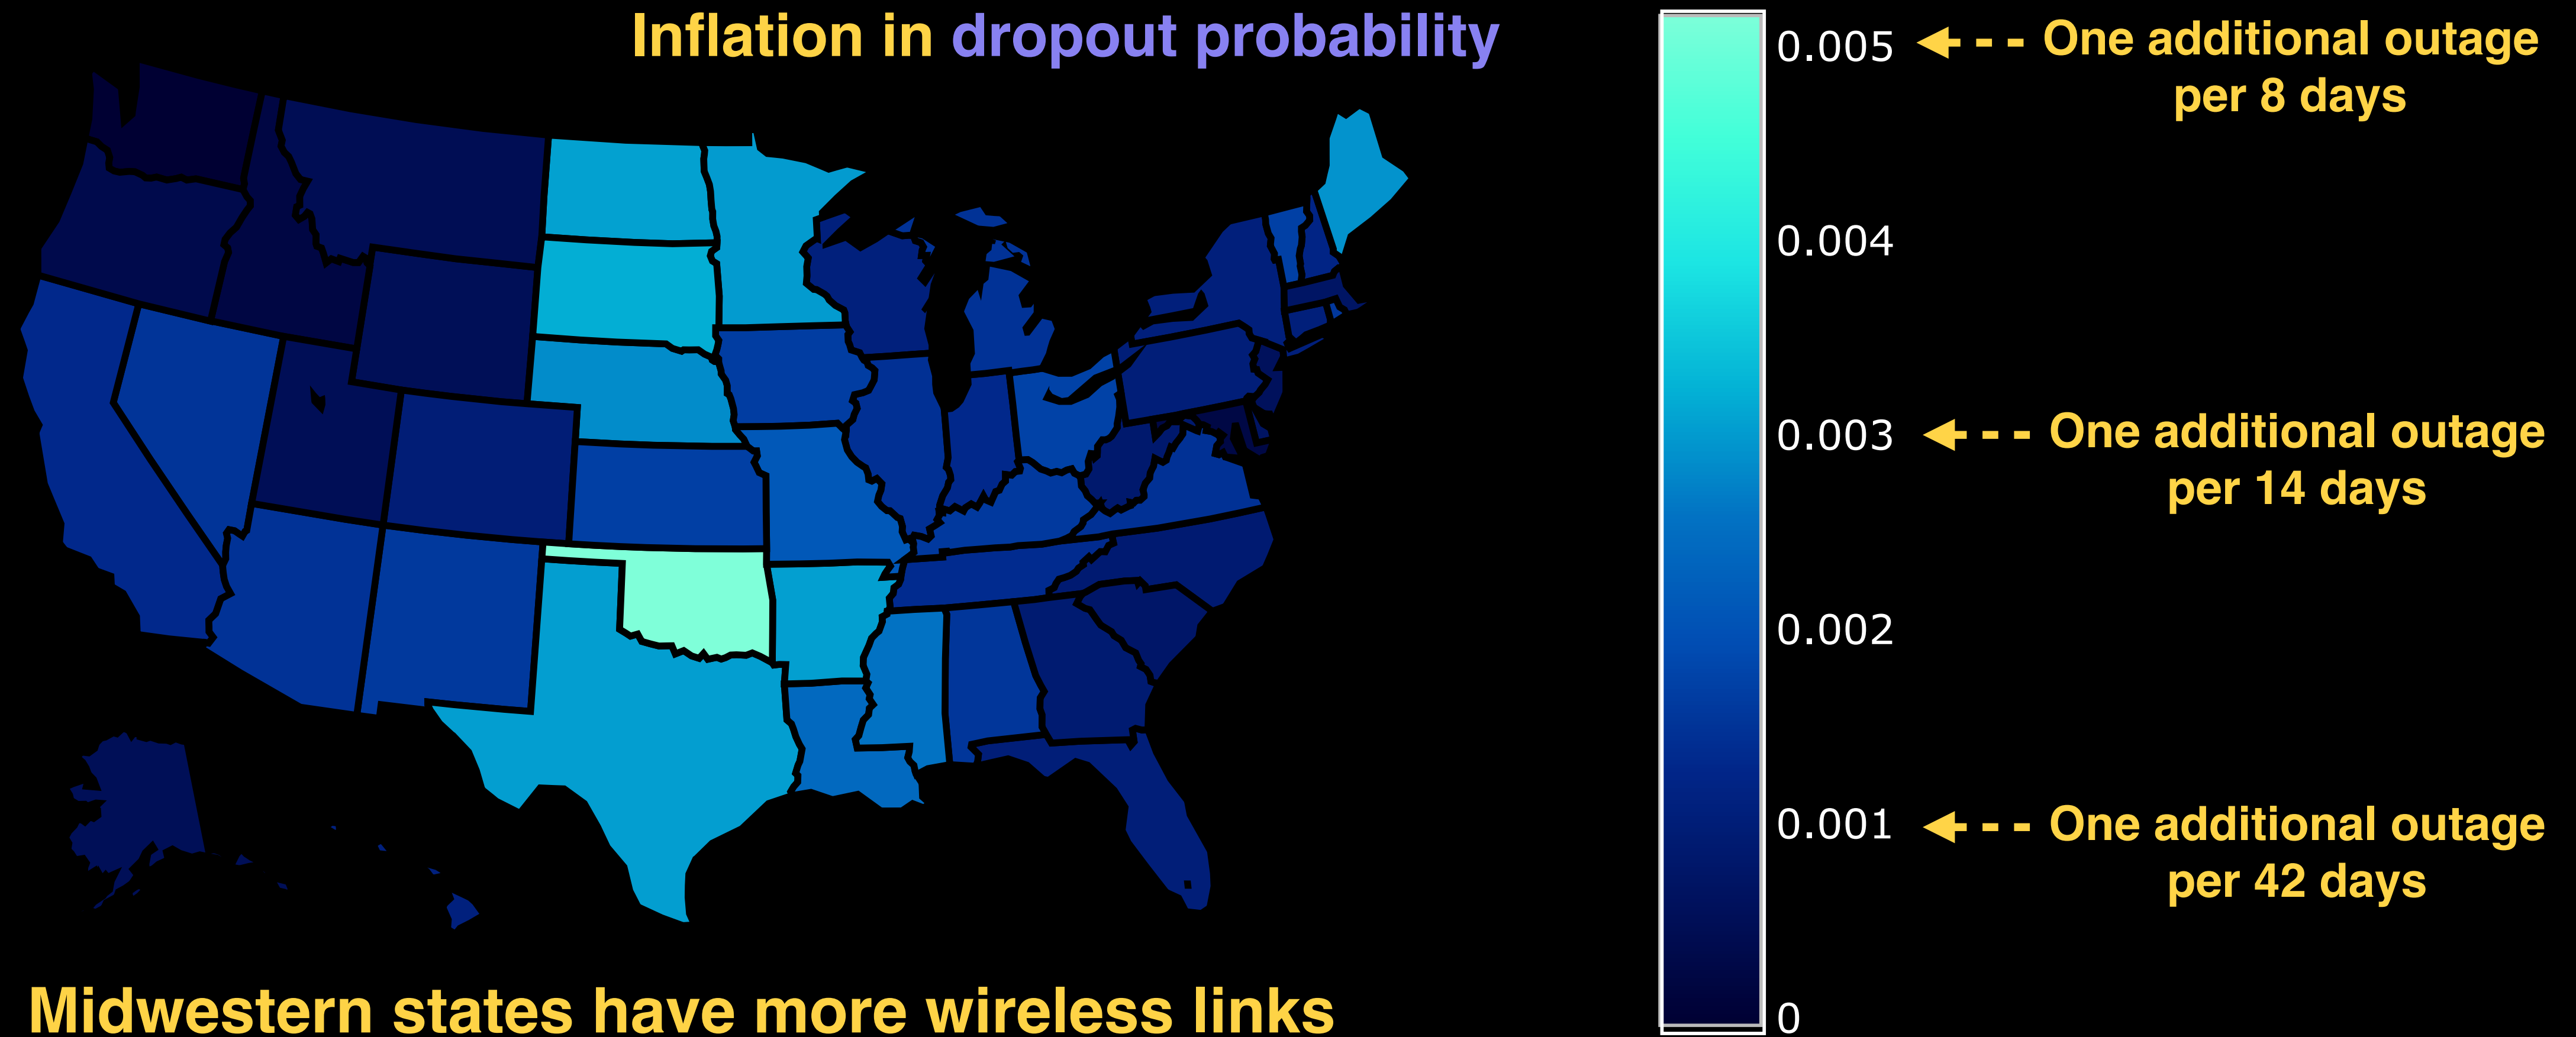 Inflation in dropout probability
0.005
One additional outage
per 8 days
0.004
0.003
One additional outage
per 14 days
0.002
0.001
One additional outage
per 42 days
0
Midwestern states have more wireless links